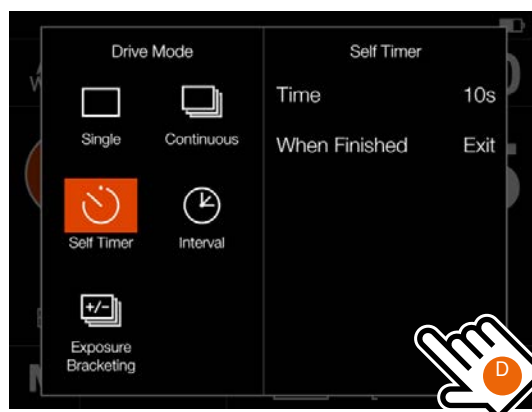 Drive Mode
Self Timer
Single
Continuous
Time 10s
When Finished Exit
Self Timer
Interval
+/-
Exposure
Bracketing
D